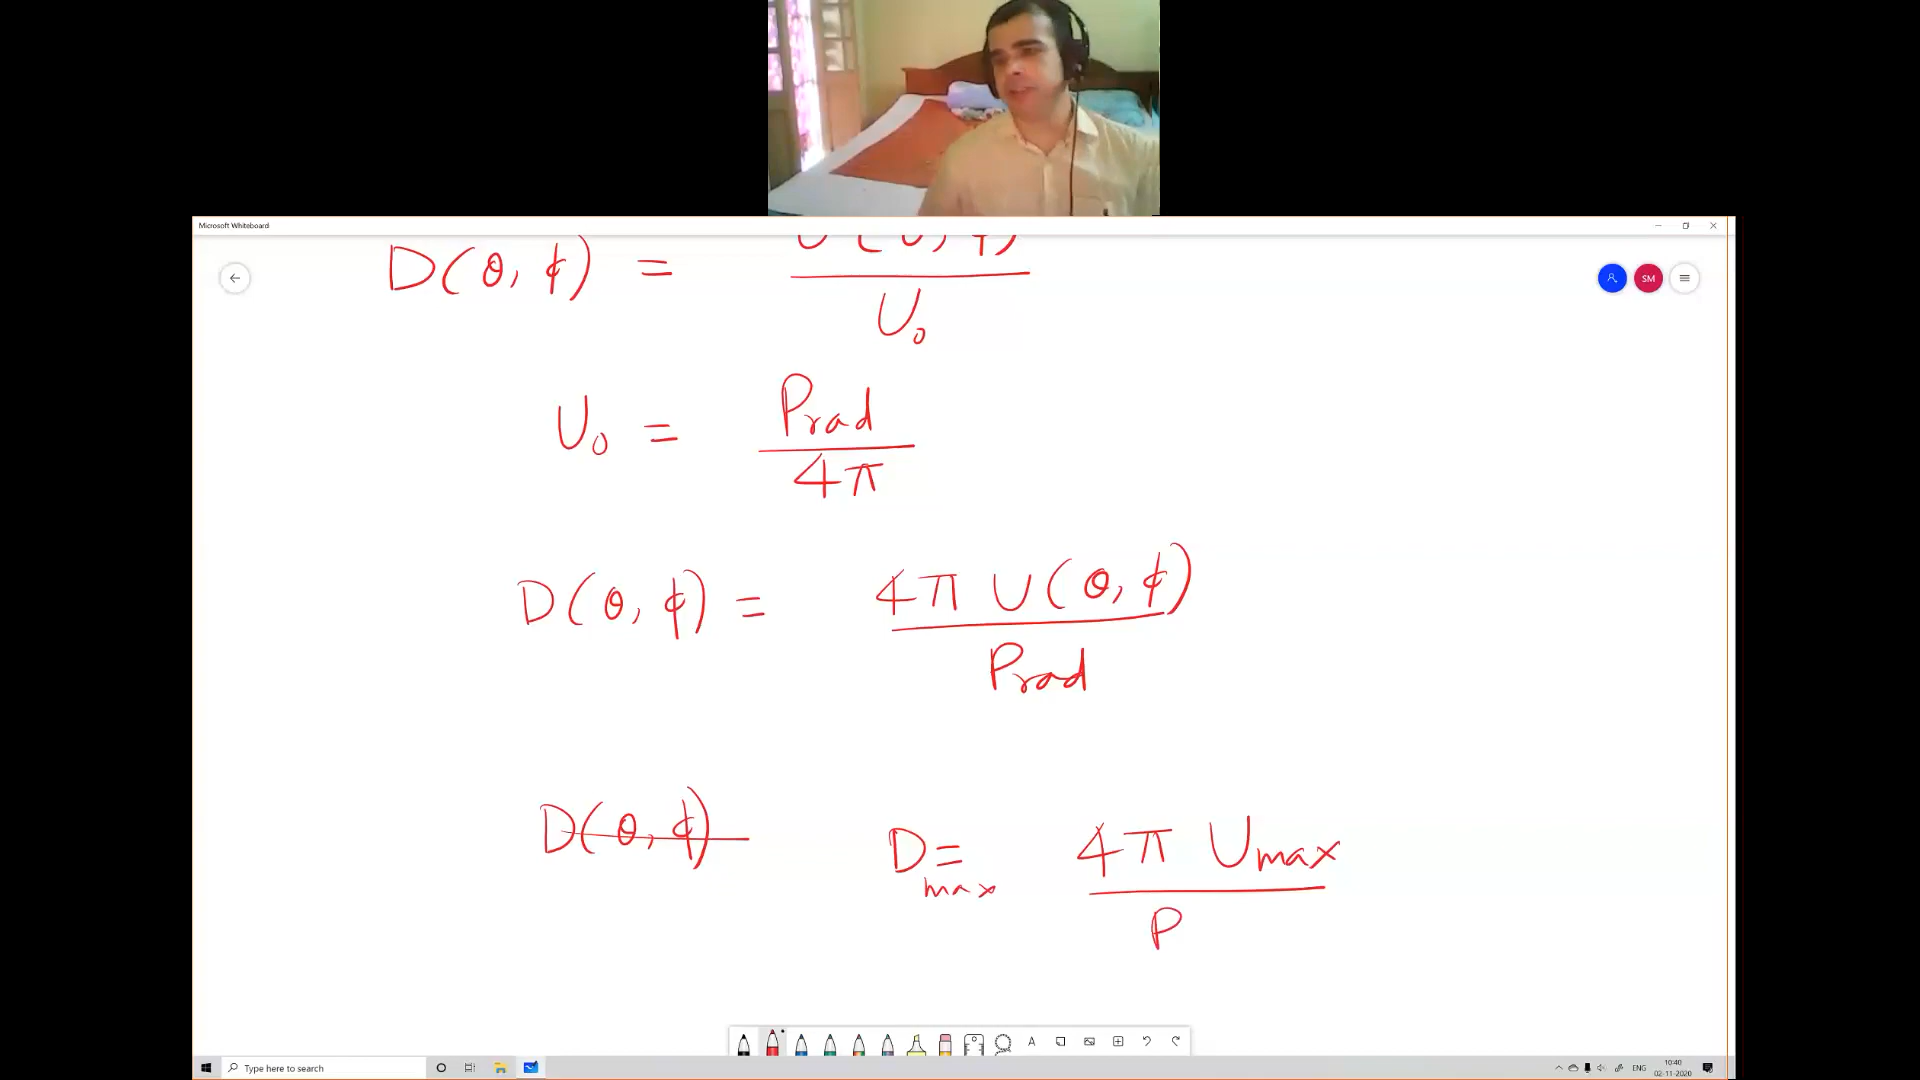 Microsoft Whiteboard
D(θ, ϕ) =
U₀
SM
U₀ = Prad
4π
D(θ, ϕ) = 4π U(θ, ϕ)
Prad
D(θ, ϕ)
Dmax = 4π Umax
P
A
Type here to search
ENG
10:40
02-11-2020